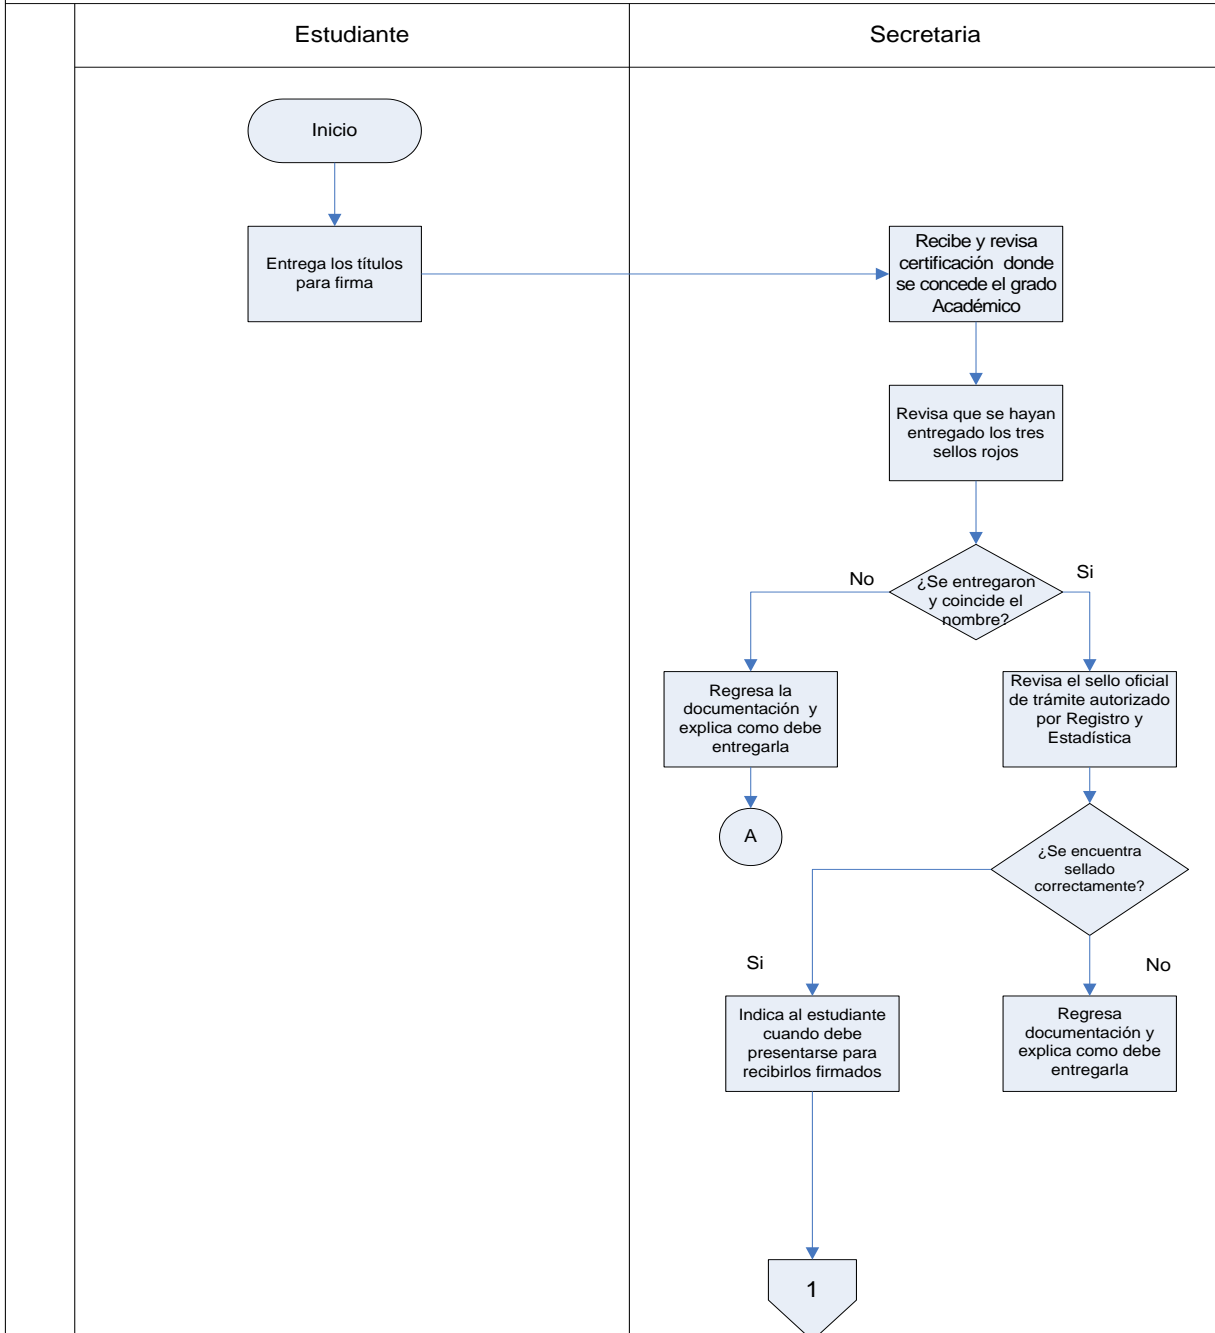 Estudiante
Secretaria
Inicio
Entrega los títulos
para firma
Recibe y revisa
certificación donde
se concede el grado
Académico
Revisa que se hayan
entregado los tres
sellos rojos
¿Se entregaron
y coincide el
nombre?
No
Si
Regresa la
documentación y
explica como debe
entregarla
Revisa el sello oficial
de trámite autorizado
por Registro y
Estadística
A
¿Se encuentra
sellado
correctamente?
Si
No
Indica al estudiante
cuando debe
presentarse para
recibirlos firmados
Regresa
documentación y
explica como debe
entregarla
1